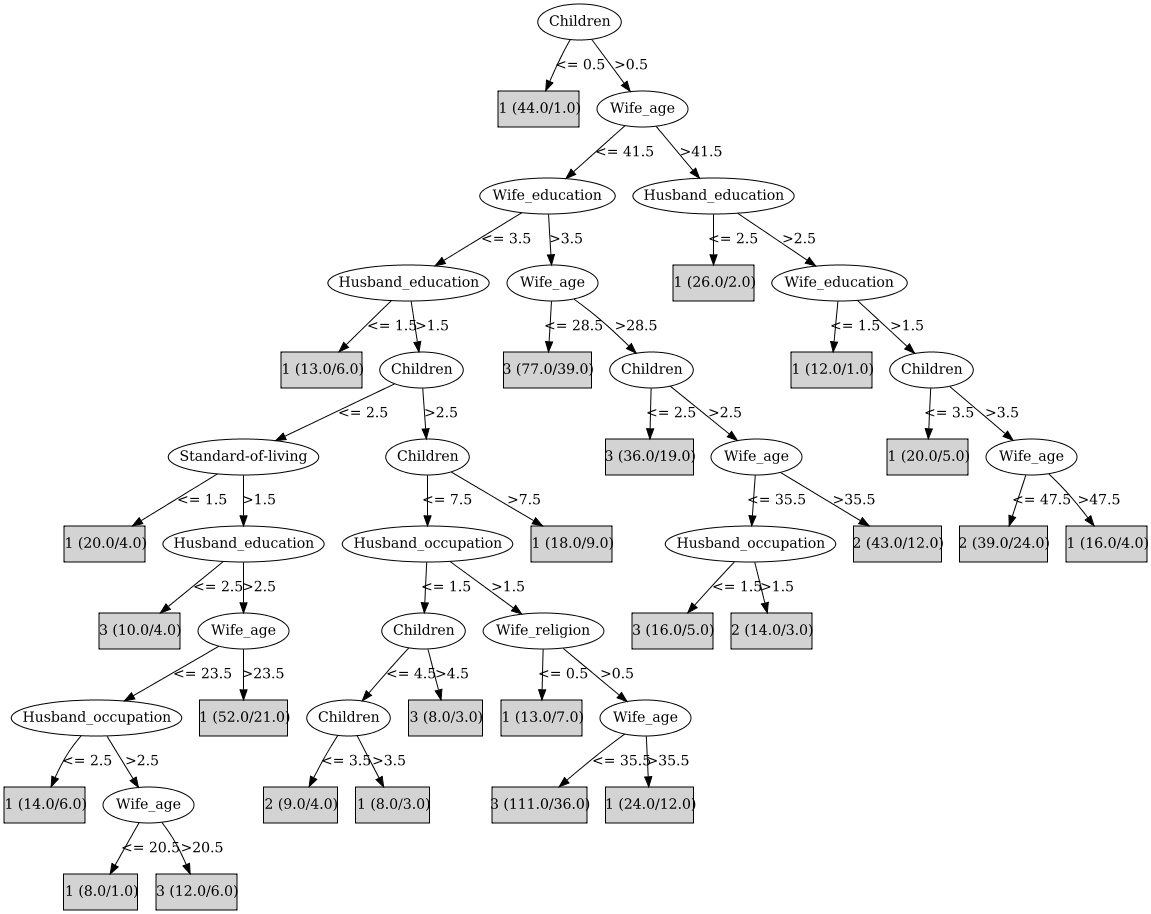 Children
<= 0.5 >0.5
1 (44.0/1.0) Wife_age
<= 41.5 >41.5
Wife_education Husband_education
<= 3.5 >3.5 <= 2.5 >2.5
Husband_education Wife_age 1 (26.0/2.0) Wife_education
<= 1.5 >1.5 <= 28.5 >28.5 <= 1.5 >1.5
1 (13.0/6.0) Children 3 (77.0/39.0) Children 1 (12.0/1.0) Children
<= 2.5 >2.5 <= 2.5 >2.5 <= 3.5 >3.5
Standard-of-living Children 3 (36.0/19.0) Wife_age 1 (20.0/5.0) Wife_age
<= 1.5 >1.5 <= 7.5 >7.5 <= 35.5 >35.5 <= 47.5 >47.5
1 (20.0/4.0) Husband_education Husband_occupation 1 (18.0/9.0) Husband_occupation 2 (43.0/12.0) 2 (39.0/24.0) 1 (16.0/4.0)
<= 2.5 >2.5 <= 1.5 >1.5 <= 1.5 >1.5
3 (10.0/4.0) Wife_age Children Wife_religion 3 (16.0/5.0) 2 (14.0/3.0)
<= 23.5 >23.5 <= 4.5 >4.5 <= 0.5 >0.5
Husband_occupation 1 (52.0/21.0) Children 3 (8.0/3.0) 1 (13.0/7.0) Wife_age
<= 2.5 >2.5 <= 3.5 >3.5 <= 35.5 >35.5
1 (14.0/6.0) Wife_age 2 (9.0/4.0) 1 (8.0/3.0) 3 (111.0/36.0) 1 (24.0/12.0)
<= 20.5 >20.5
1 (8.0/1.0) 3 (12.0/6.0)